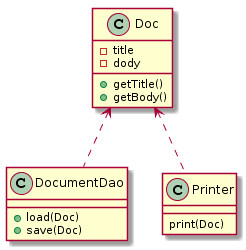 C Doc
title
dody
getTitle()
getBody()
C DocumentDao
load(Doc)
save(Doc)
C Printer
print(Doc)